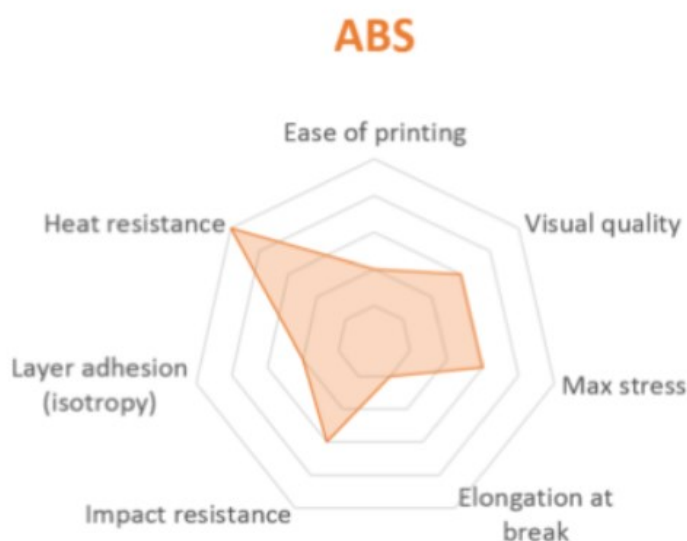 ABS
Ease of printing
Heat resistance
Visual quality
Layer adhesion
(isotropy)
Max stress
Impact resistance
Elongation at
break